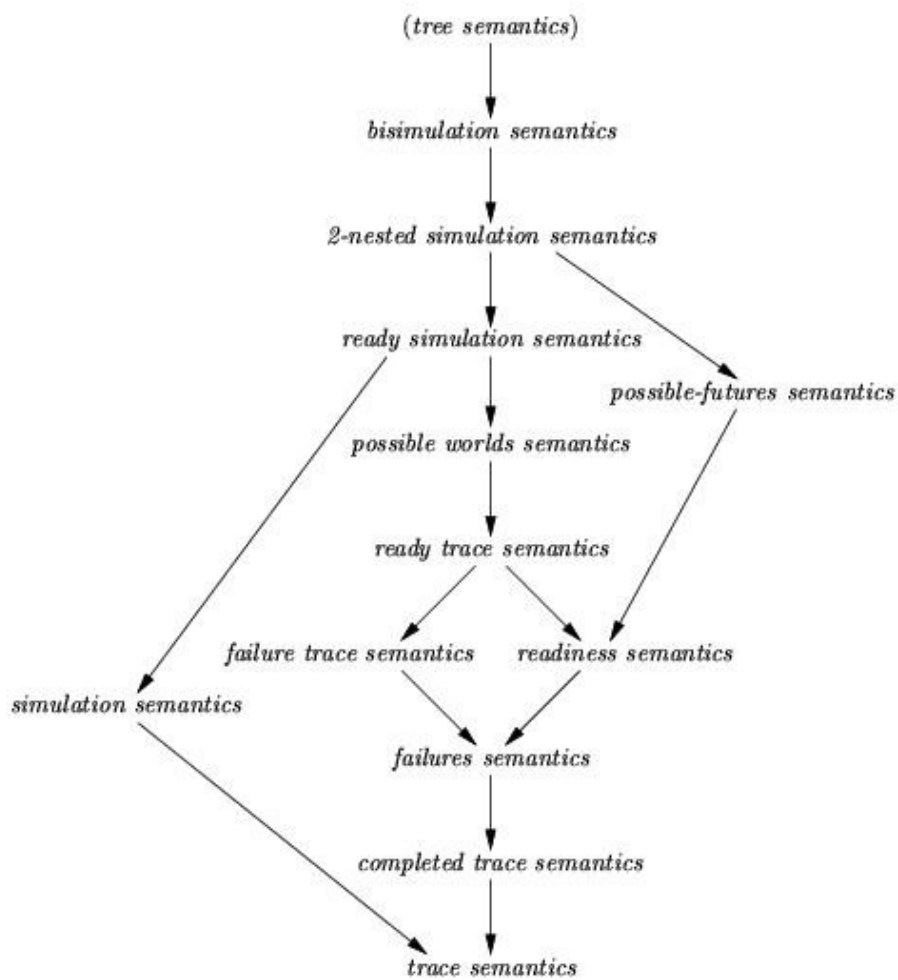 (tree semantics)
bisimulation semantics
2-nested simulation semantics
ready simulation semantics
possible-futures semantics
possible worlds semantics
ready trace semantics
failure trace semantics
readiness semantics
simulation semantics
failures semantics
completed trace semantics
trace semantics